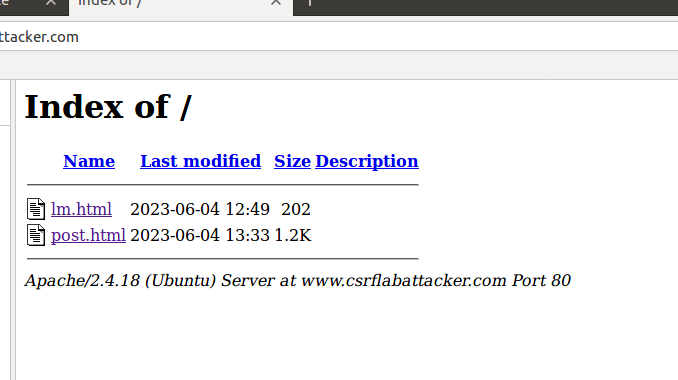 Index of /
ttacker.com
Index of /
Name Last modified Size Description
lm.html 2023-06-04 12:49 202
post.html 2023-06-04 13:33 1.2K
Apache/2.4.18 (Ubuntu) Server at www.csrflabattacker.com Port 80